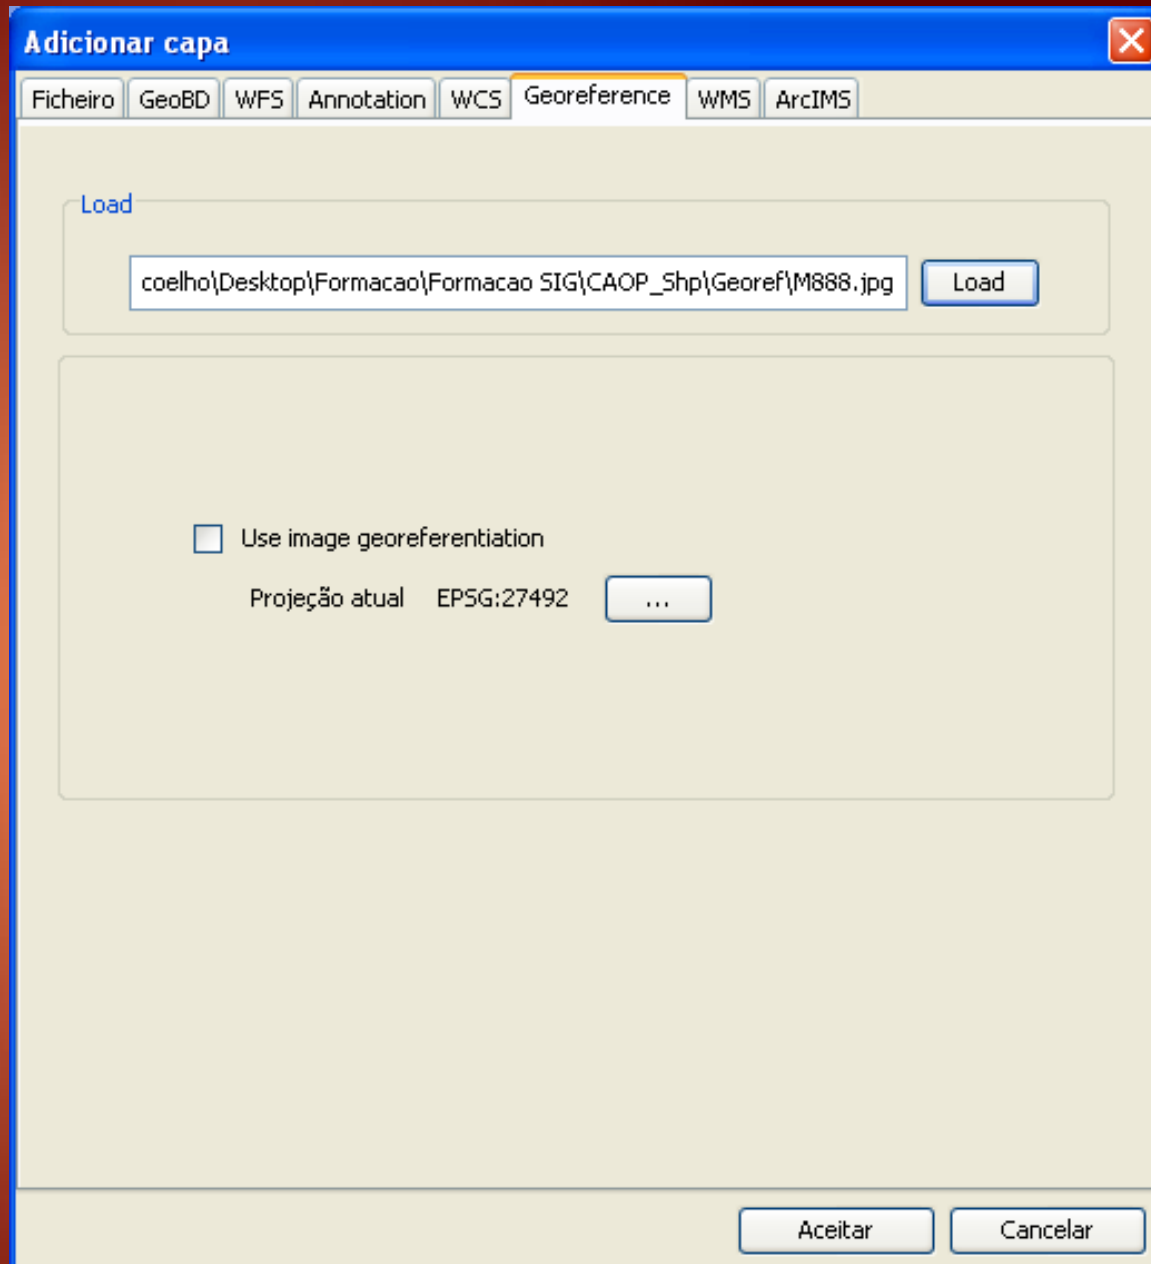 Adicionar capa
Ficheiro GeoBD WFS Annotation WCS Georeference WMS ArcIMS
Load
coelho\Desktop\Formacao\Formacao SIG\CAOP_Shp\Georef\M888.jpg Load
Use image georeferentiation
Projeção atual EPSG:27492 ...
Aceitar Cancelar